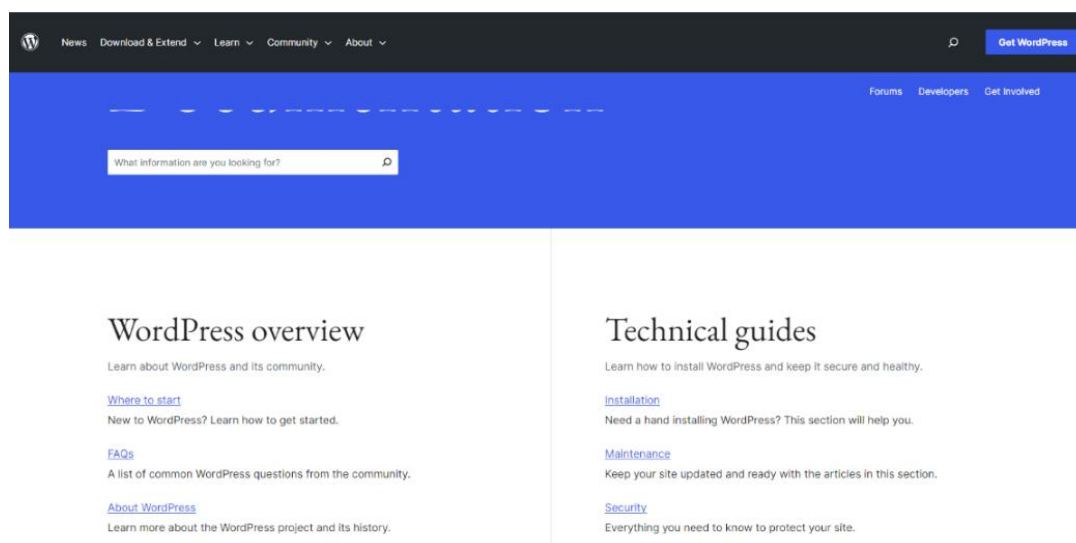 News Download & Extend Learn Community About Get WordPress
Forums Developers Get Involved
What information are you looking for?
WordPress overview
Learn about WordPress and its community.
Where to start
New to WordPress? Learn how to get started.
FAQs
A list of common WordPress questions from the community.
About WordPress
Learn more about the WordPress project and its history.
Technical guides
Learn how to install WordPress and keep it secure and healthy.
Installation
Need a hand installing WordPress? This section will help you.
Maintenance
Keep your site updated and ready with the articles in this section.
Security
Everything you need to know to protect your site.